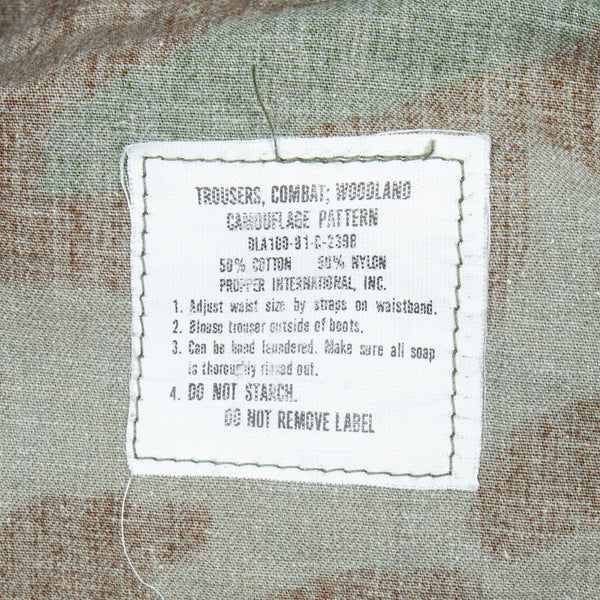 TROUSERS, COMBAT; WOODLAND
CAMOUFLAGE PATTERN
DLA100-81-C-3398
50% COTTON 50% NYLON
PROPPER INTERNATIONAL, INC.
1. Adjust waist size by straps on waistband.
2. Blouse trouser outside of boots.
3. Can be hand laundered. Make sure all soap
is thoroughly rinsed out.
4. DO NOT STARCH.
DO NOT REMOVE LABEL